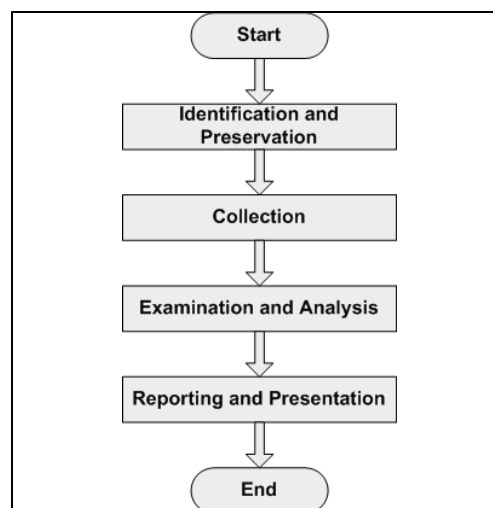 Start
Identification and
Preservation
Collection
Examination and Analysis
Reporting and Presentation
End